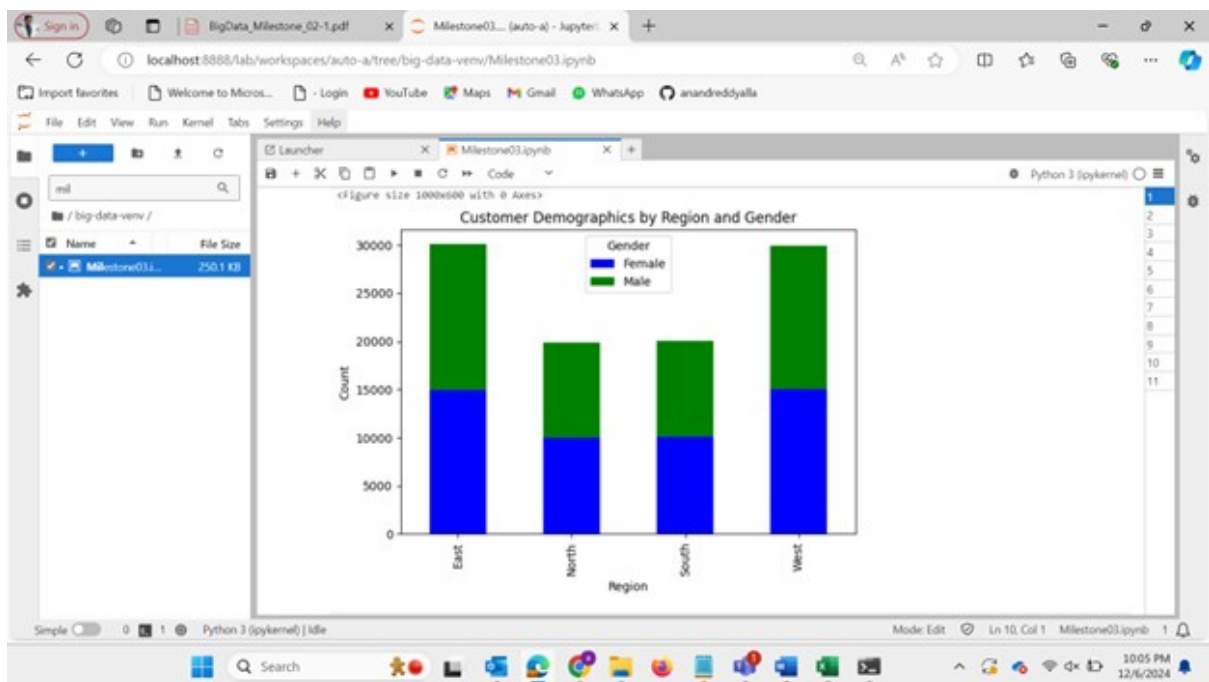 Sign in
BigData_Milestone_02-1.pdf
Milestone03.... (auto-a) - Jupyter
localhost:8888/lab/workspaces/auto-a/tree/big-data-venv/Milestone03.ipynb
Import favorites Welcome to Micros... - Login YouTube Maps Gmail WhatsApp anandreddyalla
File Edit View Run Kernel Tabs Settings Help
Launcher Milestone03.ipynb
Code Python 3 (ipykernel)
mil
/ big-data-venv /
Name File Size
Milestone03.i... 250.1 KB
<Figure size 1000x600 with 0 Axes>
Customer Demographics by Region and Gender
Gender
Female
Male
30000
25000
20000
15000
10000
5000
0
Count
East North South West
Region
1
2
3
4
5
6
7
8
9
10
11
Simple 0 1 Python 3 (ipykernel) | Idle Mode: Edit Ln 10, Col 1 Milestone03.ipynb 1
Search
10:05 PM
12/6/2024